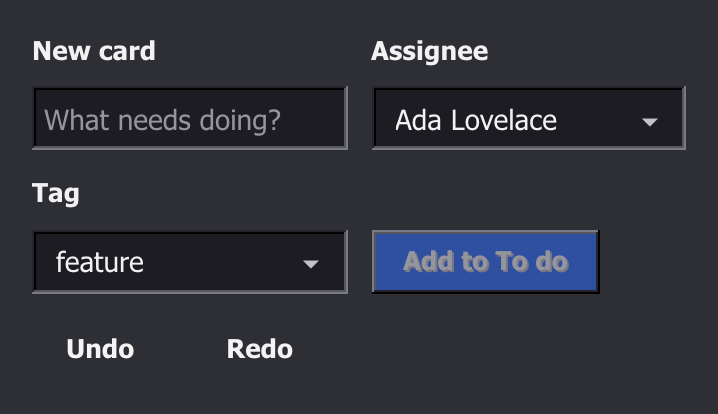 New card
Assignee
What needs doing?
Ada Lovelace
Tag
feature
Add to To do
Undo
Redo